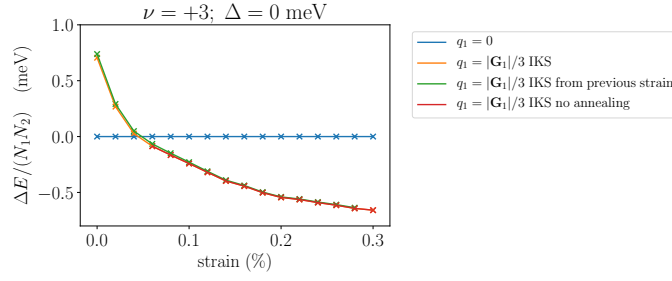 ν = +3; Δ = 0 meV
ΔE/(N₁N₂) (meV)
1.0
0.5
0.0
−0.5
0.0
0.1
0.2
0.3
strain (%)
q₁ = 0
q₁ = |G₁|/3 IKS
q₁ = |G₁|/3 IKS from previous strain
q₁ = |G₁|/3 IKS no annealing